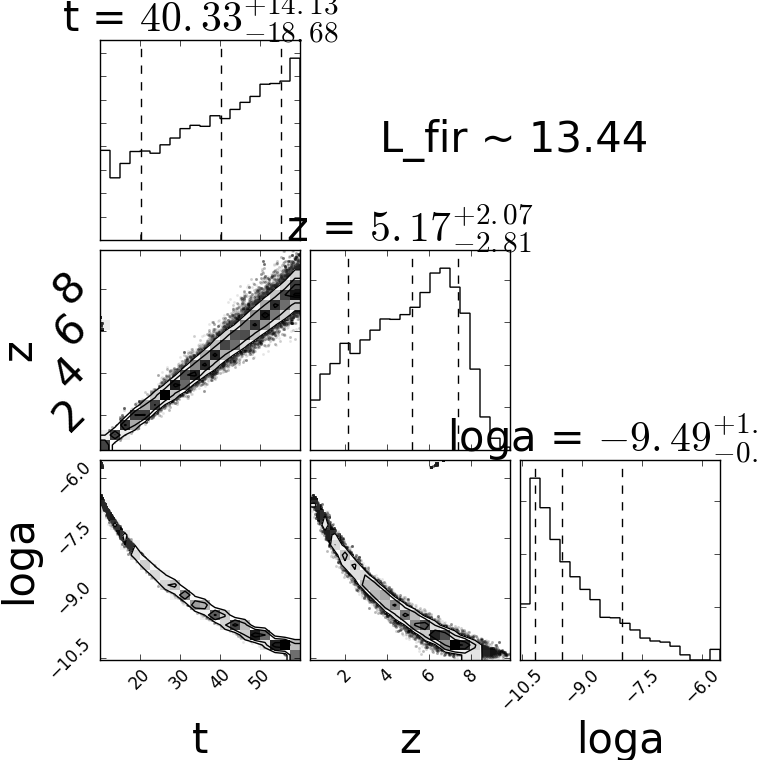 t = 40.33 +14.13 −18.68
L_fir ~ 13.44
z = 5.17 +2.07 −2.81
8
6
z
4
2
loga = −9.49 +1. −0.
−6.0
−7.5
loga
−9.0
−10.5
20 30 40 50 2 4 6 8 −10.5 −9.0 −7.5 −6.0
t z loga